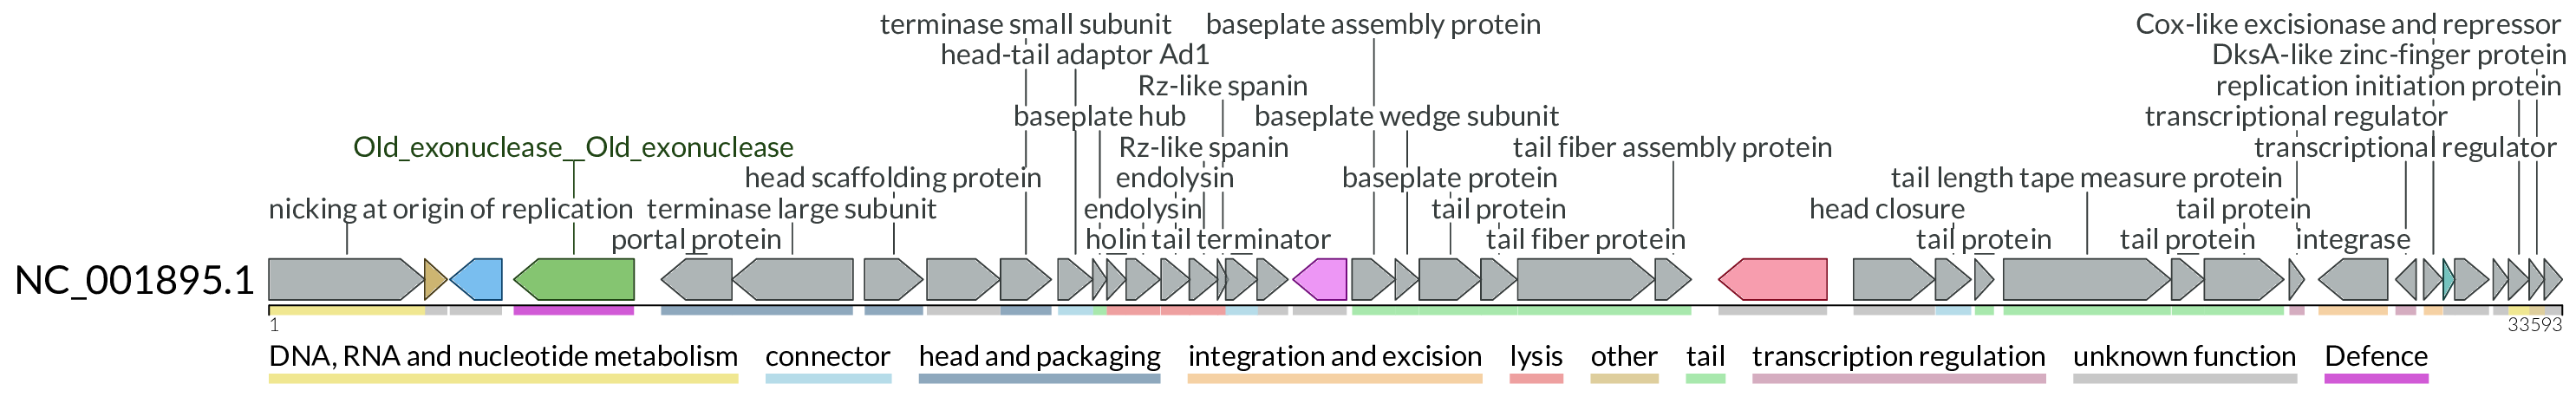 terminase small subunit baseplate assembly protein Cox-like excisionase and repressor
head-tail adaptor Ad1 DksA-like zinc-finger protein
Rz-like spanin replication initiation protein
baseplate hub baseplate wedge subunit transcriptional regulator
Old_exonuclease__Old_exonuclease Rz-like spanin tail fiber assembly protein transcriptional regulator
head scaffolding protein endolysin baseplate protein tail length tape measure protein
nicking at origin of replication terminase large subunit endolysin tail protein head closure tail protein
portal protein holin tail terminator tail fiber protein tail protein tail protein integrase
NC_001895.1
1 33593
DNA, RNA and nucleotide metabolism connector head and packaging integration and excision lysis other tail transcription regulation unknown function Defence